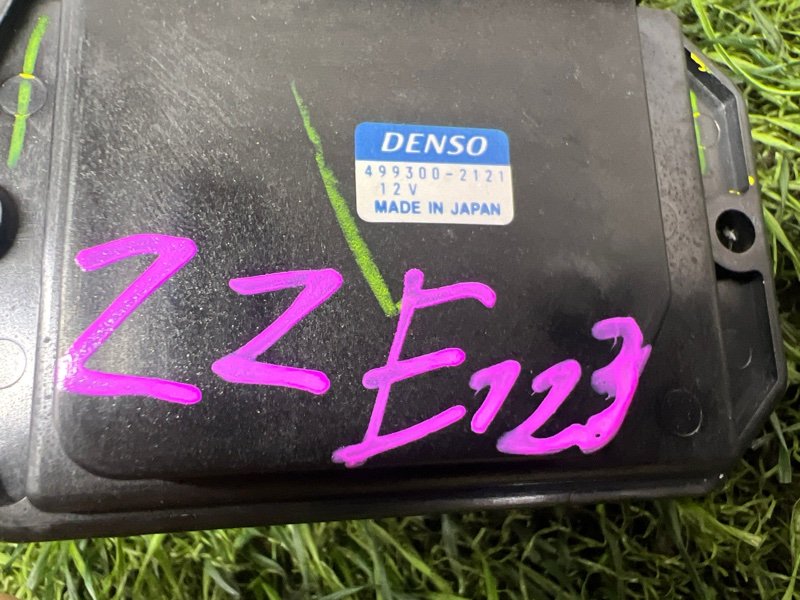 DENSO
499300-2121
12V
MADE IN JAPAN
ZZE123